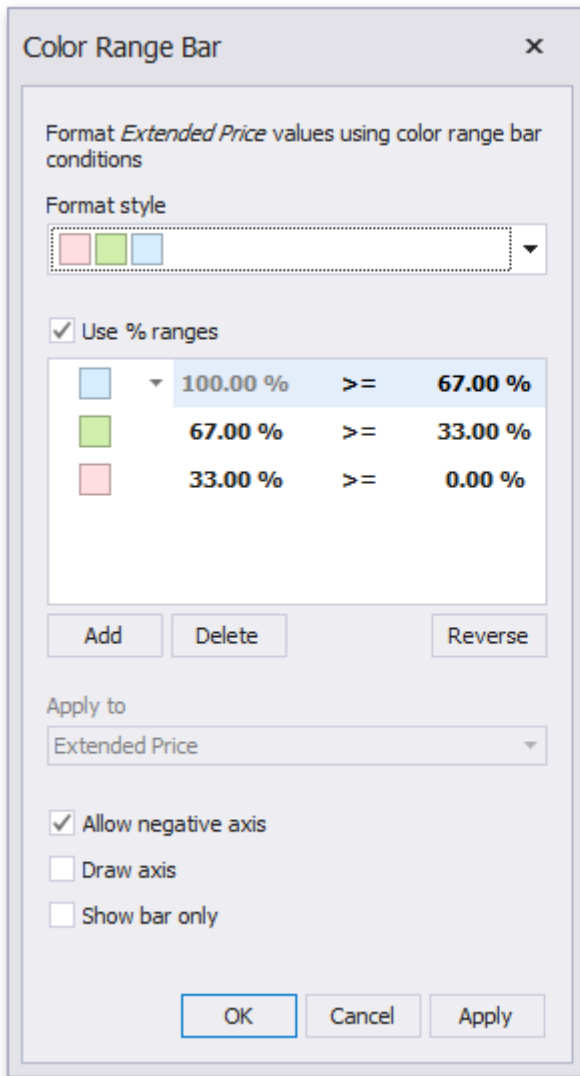 Color Range Bar
Format Extended Price values using color range bar
conditions
Format style
Use % ranges
100.00 % >= 67.00 %
67.00 % >= 33.00 %
33.00 % >= 0.00 %
Add Delete Reverse
Apply to
Extended Price
Allow negative axis
Draw axis
Show bar only
OK Cancel Apply